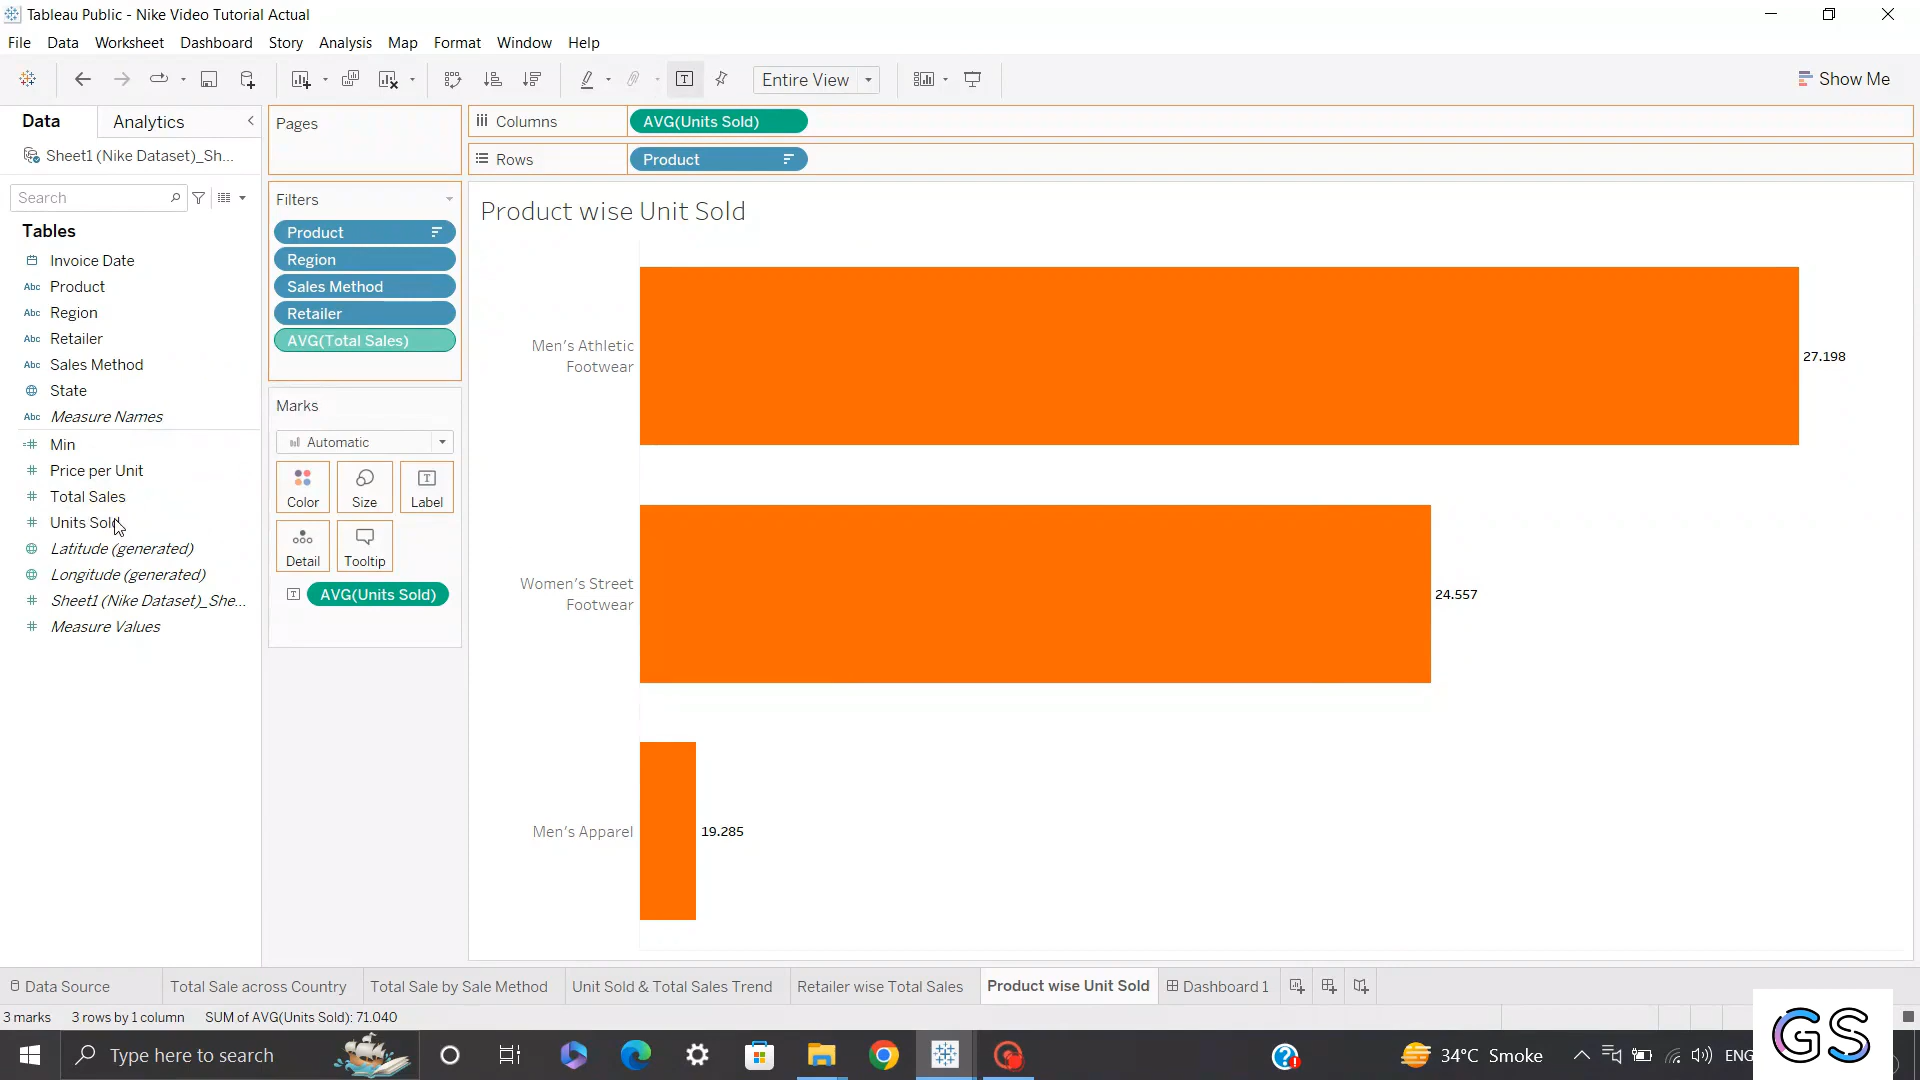 Tableau Public - Nike Video Tutorial Actual
File Data Worksheet Dashboard Story Analysis Map Format Window Help
Entire View
Show Me
Data Analytics
Sheet1 (Nike Dataset)_Sh...
Search
Tables
Invoice Date
Abc Product
Abc Region
Abc Retailer
Abc Sales Method
State
Abc Measure Names
Min
Price per Unit
Total Sales
Units Sold
Latitude (generated)
Longitude (generated)
Sheet1 (Nike Dataset)_She...
Measure Values
Pages
Filters
Product
Region
Sales Method
Retailer
AVG(Total Sales)
Marks
Automatic
Color Size Label
Detail Tooltip
AVG(Units Sold)
Columns AVG(Units Sold)
Rows Product
Product wise Unit Sold
Men's Athletic
Footwear
27.198
Women's Street
Footwear
24.557
Men's Apparel
19.285
Data Source Total Sale across Country Total Sale by Sale Method Unit Sold & Total Sales Trend Retailer wise Total Sales Product wise Unit Sold Dashboard 1
3 marks 3 rows by 1 column SUM of AVG(Units Sold): 71.040
Type here to search
34°C Smoke
ENG
GS